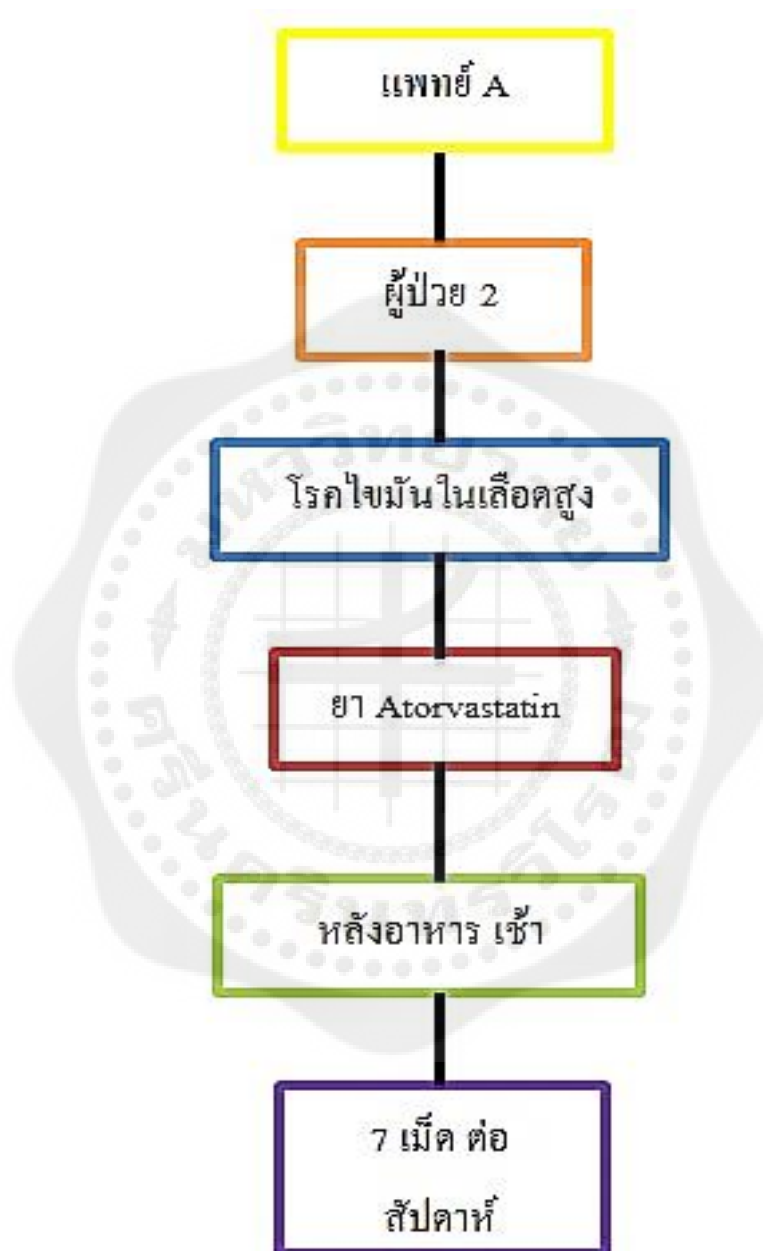 แพทย์ A
ผู้ป่วย 2
โรคไขมันในเลือดสูง
ยา Atorvastatin
หลังอาหาร เช้า
7 เม็ด ต่อ
สัปดาห์